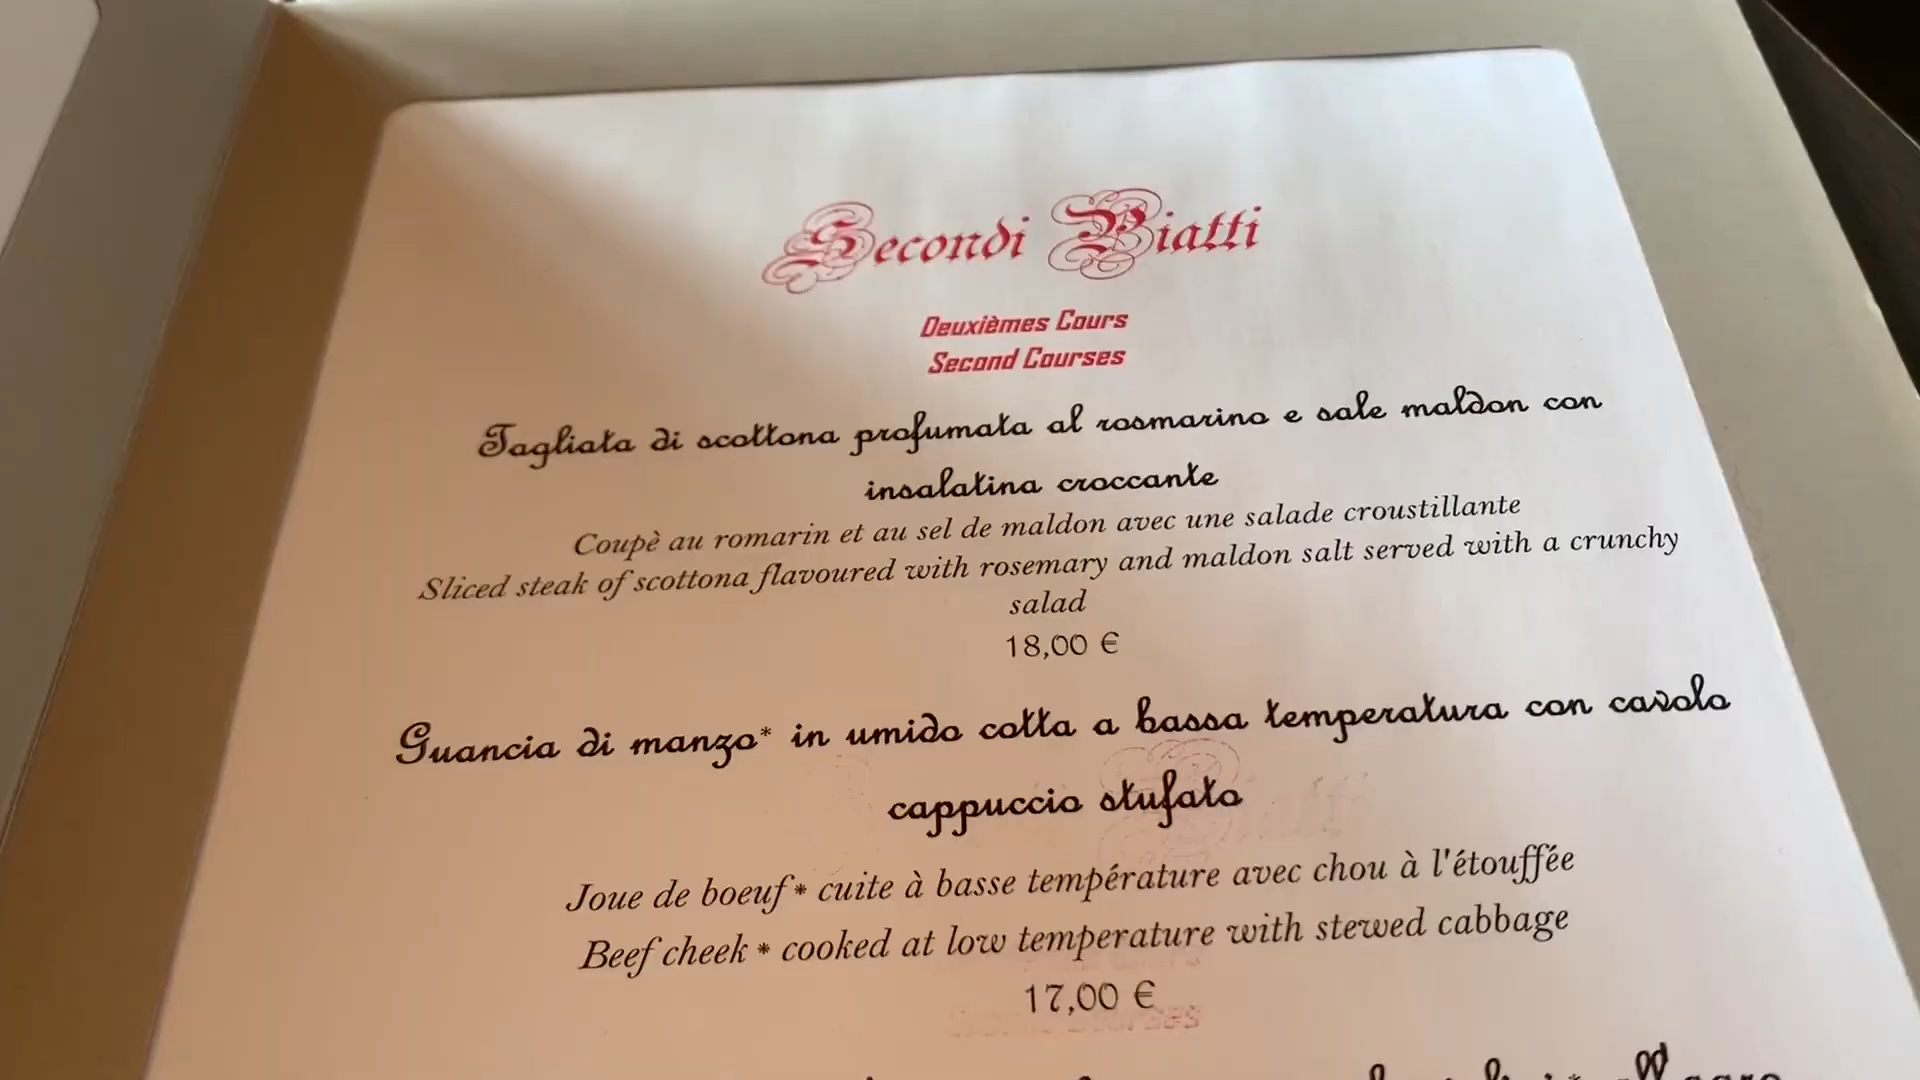 Secondi Piatti
Deuxièmes Cours
Second Courses
Tagliata di scottona profumata al rosmarino e sale maldon con
insalatina croccante
Coupè au romarin et au sel de maldon avec une salade croustillante
Sliced steak of scottona flavoured with rosemary and maldon salt served with a crunchy
salad
18,00 €
Guancia di manzo* in umido cotta a bassa temperatura con cavolo
cappuccio stufato
Joue de boeuf * cuite à basse température avec chou à l'étouffée
Beef cheek * cooked at low temperature with stewed cabbage
17,00 €